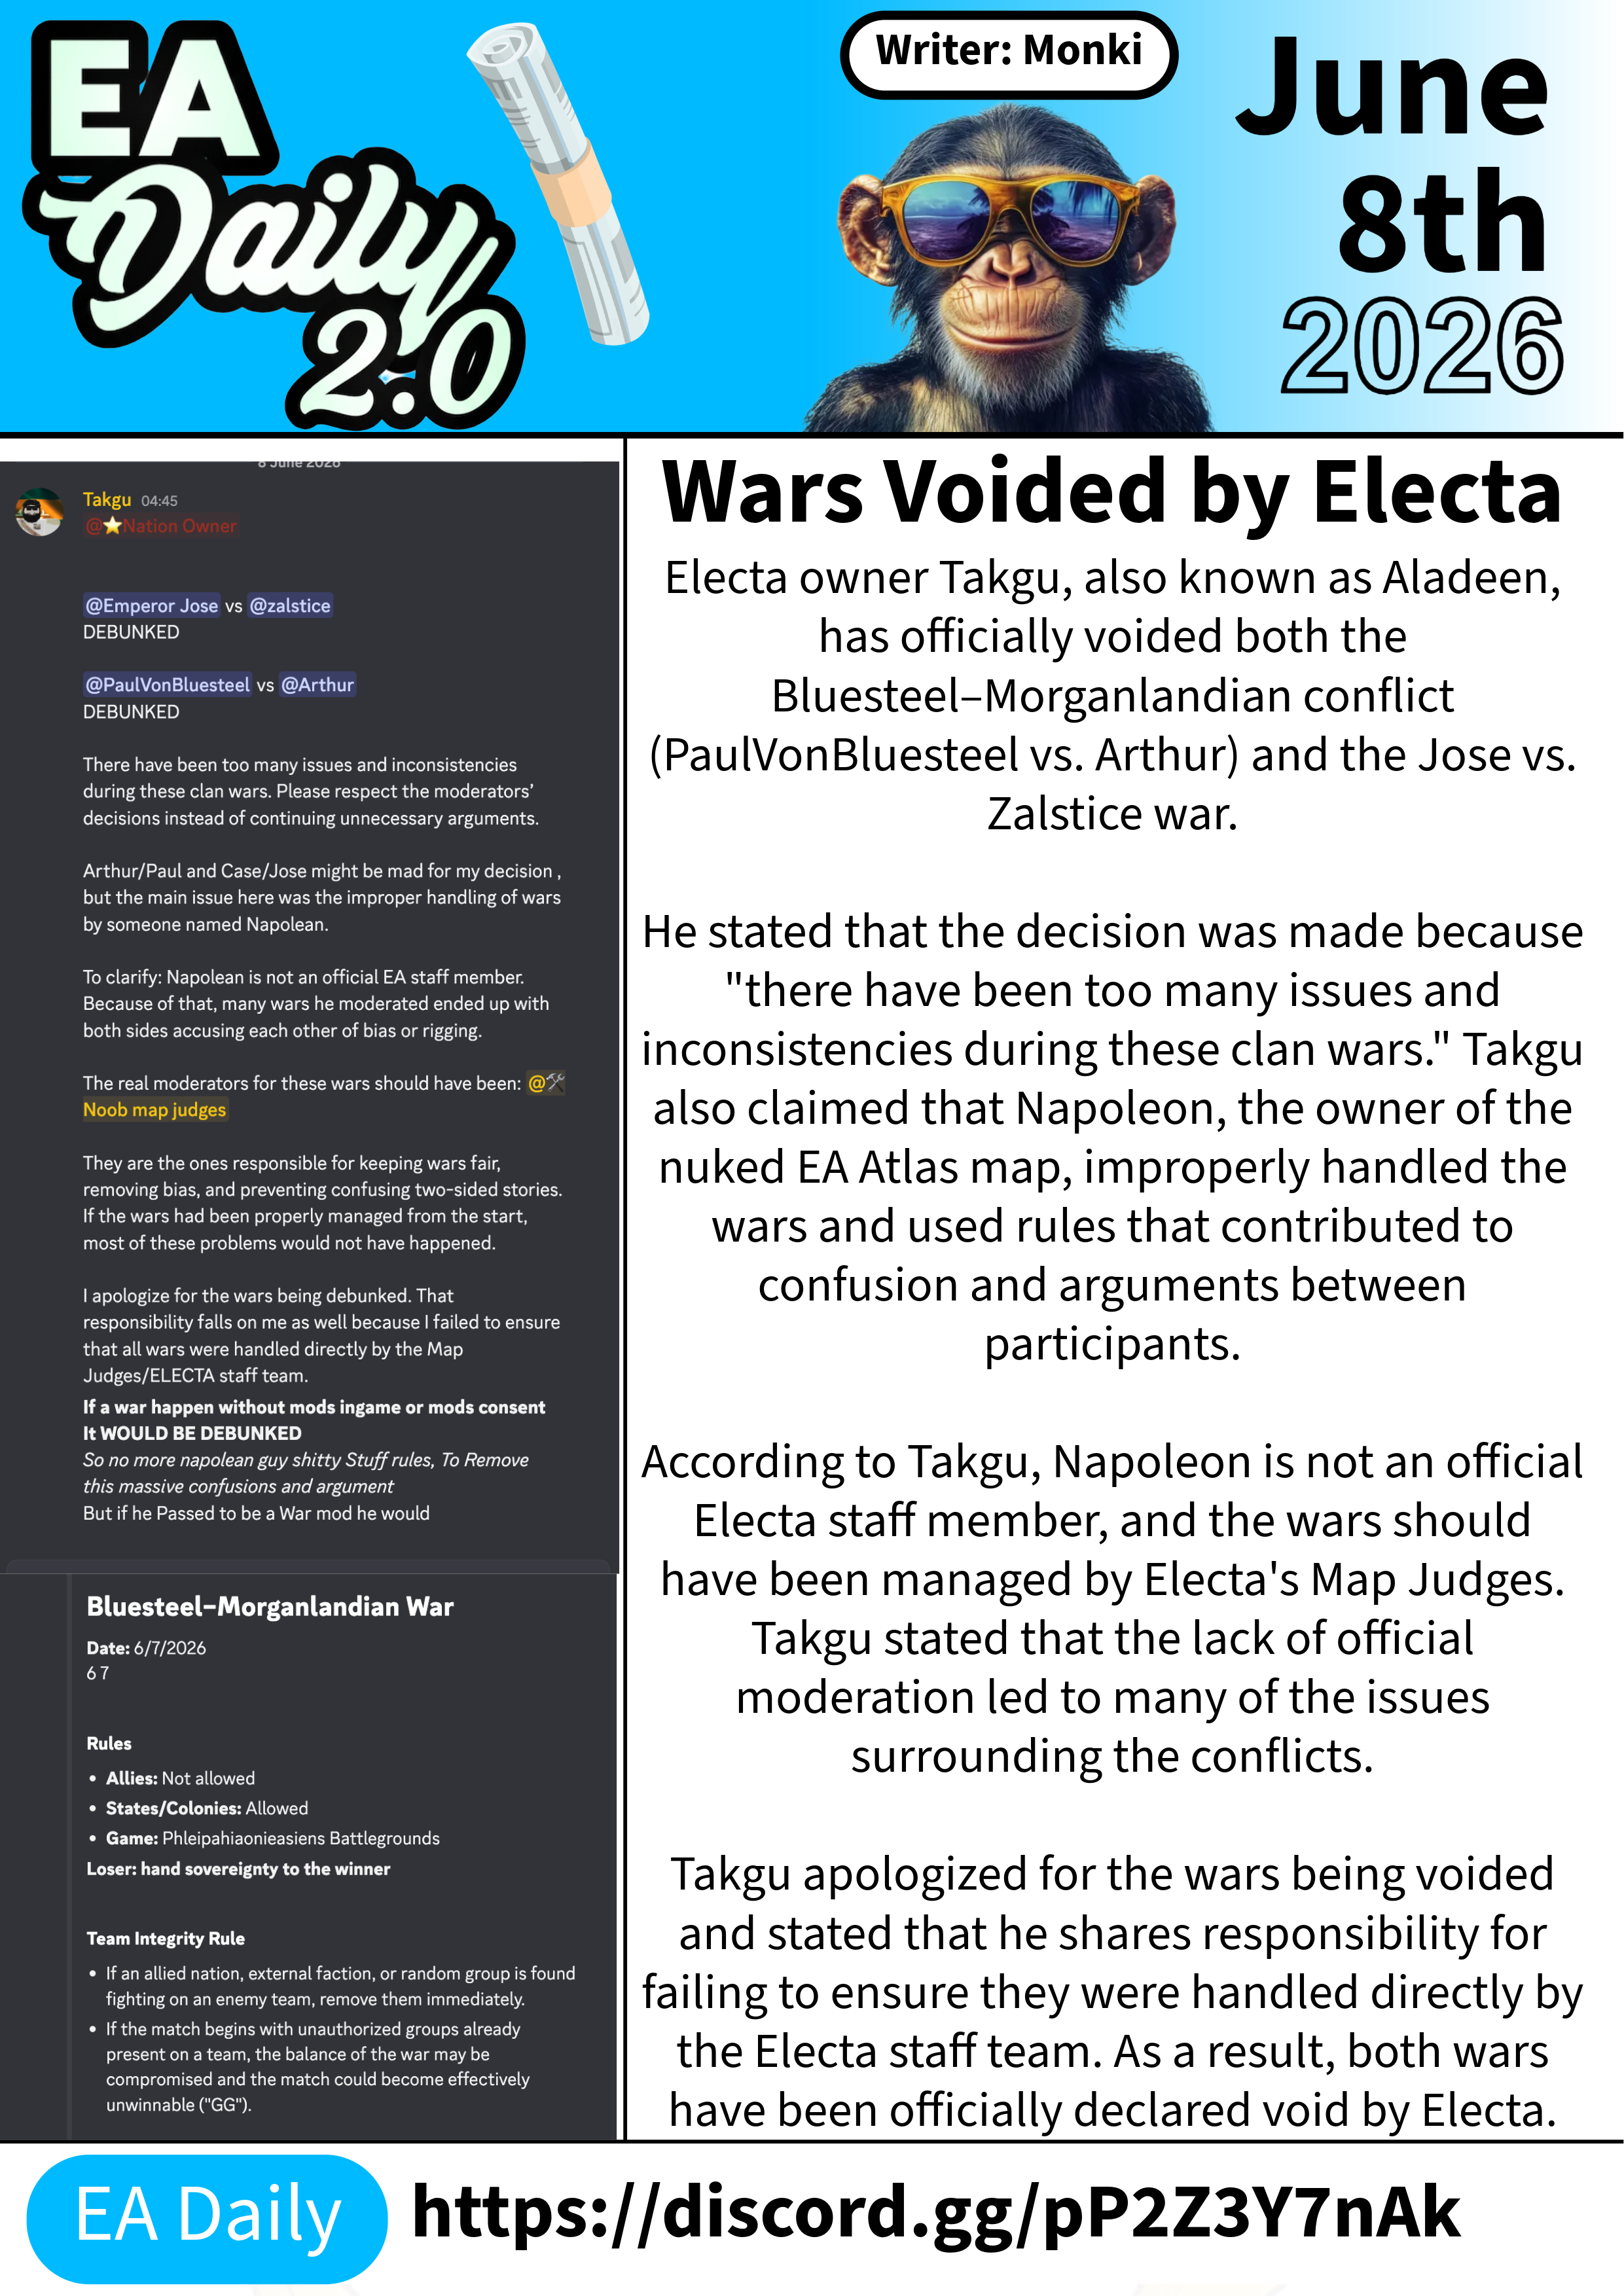 EA
Daily
2.0
Writer: Monki
June
8th
2026
8 June 2026
Takgu 04:45
@⭐Nation Owner
@Emperor Jose vs @zalstice
DEBUNKED
@PaulVonBluesteel vs @Arthur
DEBUNKED
There have been too many issues and inconsistencies
during these clan wars. Please respect the moderators’
decisions instead of continuing unnecessary arguments.
Arthur/Paul and Case/Jose might be mad for my decision ,
but the main issue here was the improper handling of wars
by someone named Napolean.
To clarify: Napolean is not an official EA staff member.
Because of that, many wars he moderated ended up with
both sides accusing each other of bias or rigging.
The real moderators for these wars should have been: @🛠
Noob map judges
They are the ones responsible for keeping wars fair,
removing bias, and preventing confusing two-sided stories.
If the wars had been properly managed from the start,
most of these problems would not have happened.
I apologize for the wars being debunked. That
responsibility falls on me as well because I failed to ensure
that all wars were handled directly by the Map
Judges/ELECTA staff team.
If a war happen without mods ingame or mods consent
It WOULD BE DEBUNKED
So no more napolean guy shitty Stuff rules, To Remove
this massive confusions and argument
But if he Passed to be a War mod he would
Bluesteel–Morganlandian War
Date: 6/7/2026
6 7
Rules
• Allies: Not allowed
• States/Colonies: Allowed
• Game: Phleipahiaonieasiens Battlegrounds
Loser: hand sovereignty to the winner
Team Integrity Rule
• If an allied nation, external faction, or random group is found
fighting on an enemy team, remove them immediately.
• If the match begins with unauthorized groups already
present on a team, the balance of the war may be
compromised and the match could become effectively
unwinnable ("GG").
Wars Voided by Electa
Electa owner Takgu, also known as Aladeen,
has officially voided both the
Bluesteel–Morganlandian conflict
(PaulVonBluesteel vs. Arthur) and the Jose vs.
Zalstice war.
He stated that the decision was made because
"there have been too many issues and
inconsistencies during these clan wars." Takgu
also claimed that Napoleon, the owner of the
nuked EA Atlas map, improperly handled the
wars and used rules that contributed to
confusion and arguments between
participants.
According to Takgu, Napoleon is not an official
Electa staff member, and the wars should
have been managed by Electa's Map Judges.
Takgu stated that the lack of official
moderation led to many of the issues
surrounding the conflicts.
Takgu apologized for the wars being voided
and stated that he shares responsibility for
failing to ensure they were handled directly by
the Electa staff team. As a result, both wars
have been officially declared void by Electa.
EA Daily
https://discord.gg/pP2Z3Y7nAk